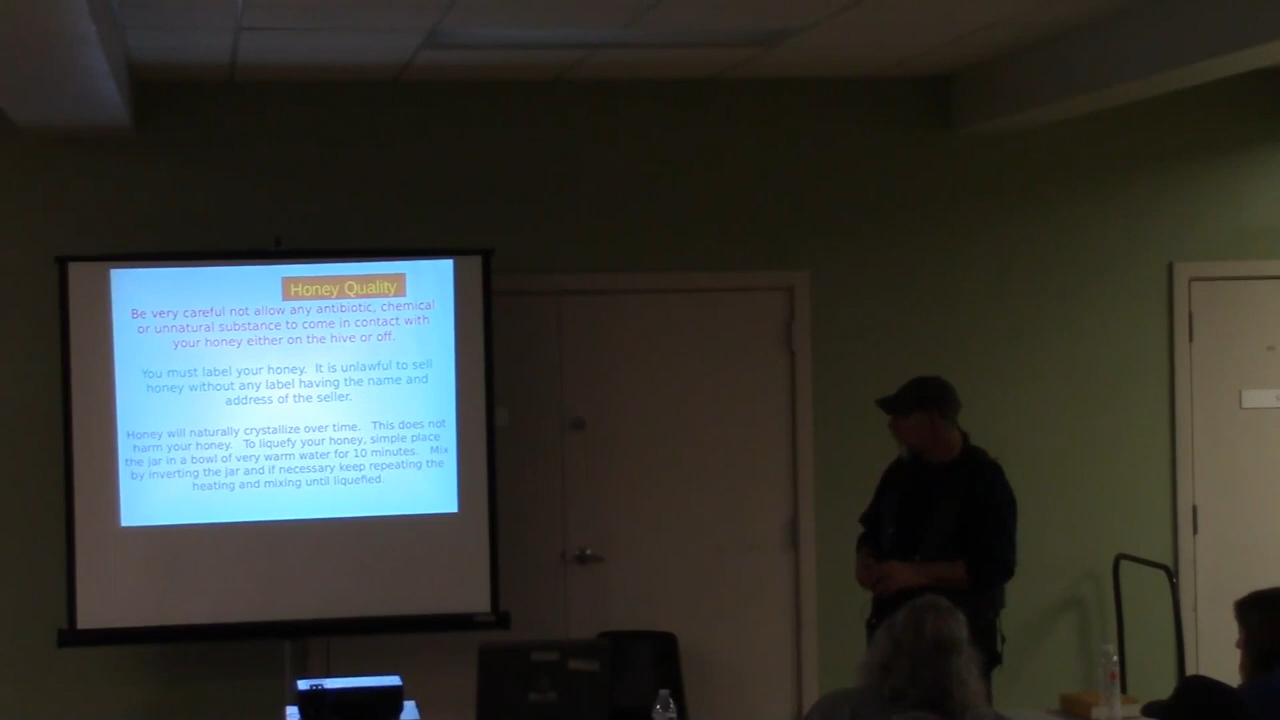 Honey Quality
Be very careful not allow any antibiotic, chemical
or unnatural substance to come in contact with
your honey either on the hive or off.
You must label your honey. It is unlawful to sell
honey without any label having the name and
address of the seller.
Honey will naturally crystallize over time. This does not
harm your honey. To liquefy your honey, simple place
the jar in a bowl of very warm water for 10 minutes. Mix
by inverting the jar and if necessary keep repeating the
heating and mixing until liquefied.